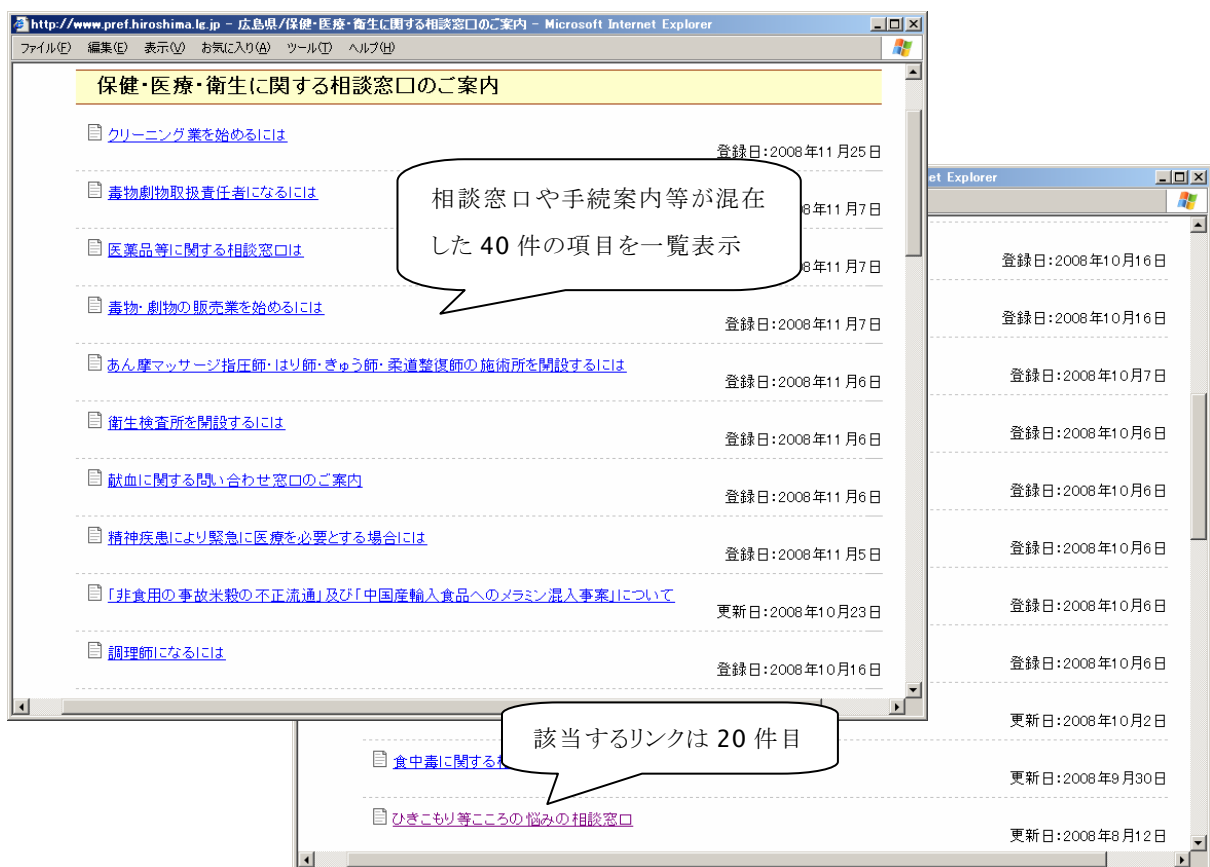 http://www.pref.hiroshima.lg.jp - 広島県/保健・医療・衛生に関する相談窓口のご案内 - Microsoft Internet Explorer
ファイル(F) 編集(E) 表示(V) お気に入り(A) ツール(T) ヘルプ(H)
保健・医療・衛生に関する相談窓口のご案内
クリーニング業を始めるには
登録日:2008年11月25日
毒物劇物取扱責任者になるには
8年11月7日
医薬品等に関する相談窓口は
8年11月7日
毒物・劇物の販売業を始めるには
登録日:2008年11月7日
あん摩マッサージ指圧師・はり師・きゅう師・柔道整復師の施術所を開設するには
登録日:2008年11月6日
衛生検査所を開設するには
登録日:2008年11月6日
献血に関する問い合わせ窓口のご案内
登録日:2008年11月6日
精神疾患により緊急に医療を必要とする場合には
登録日:2008年11月5日
「非食用の事故米穀の不正流通」及び「中国産輸入食品へのメラミン混入事案」について
更新日:2008年10月23日
調理師になるには
登録日:2008年10月16日
相談窓口や手続案内等が混在
した 40 件の項目を一覧表示
et Explorer
登録日:2008年10月16日
登録日:2008年10月16日
登録日:2008年10月7日
登録日:2008年10月6日
登録日:2008年10月6日
登録日:2008年10月6日
登録日:2008年10月6日
登録日:2008年10月6日
更新日:2008年10月2日
食中毒に関する
更新日:2008年9月30日
ひきこもり等こころの悩みの相談窓口
更新日:2008年8月12日
該当するリンクは 20 件目